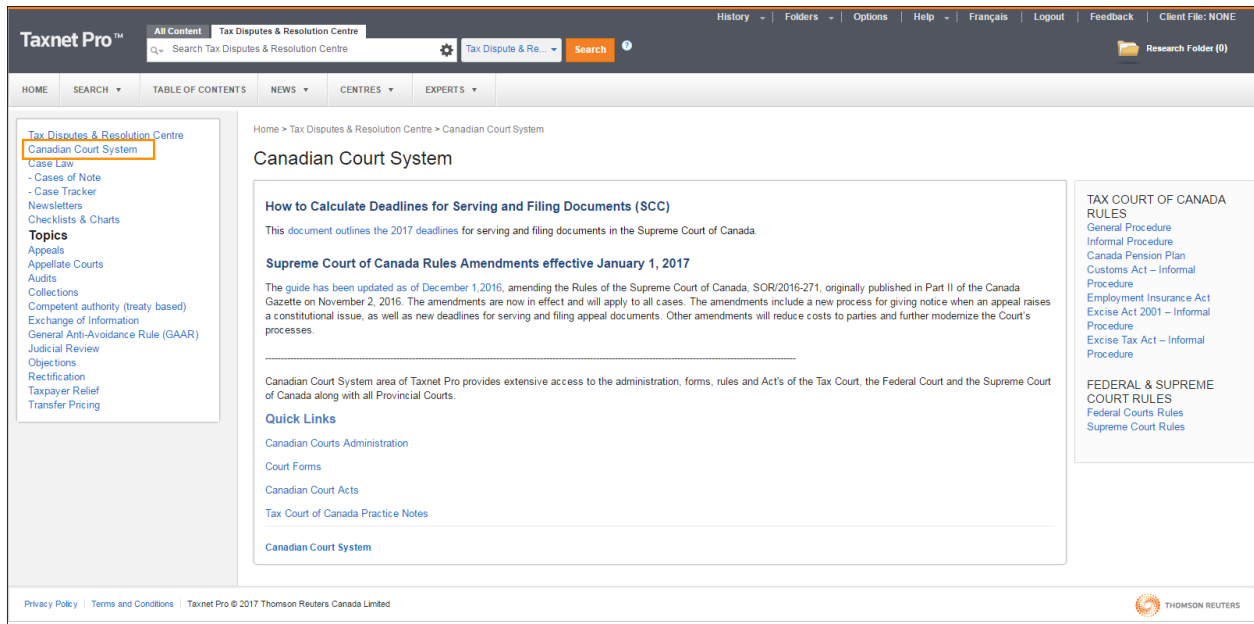 History | Folders | Options | Help | Français | Logout | Feedback | Client File: NONE
Taxnet Pro™
All Content Tax Disputes & Resolution Centre
Search Tax Disputes & Resolution Centre Tax Dispute & Re... Search ?
Research Folder (0)
HOME SEARCH TABLE OF CONTENTS NEWS CENTRES EXPERTS
Tax Disputes & Resolution Centre
Canadian Court System
Case Law
- Cases of Note
- Case Tracker
Newsletters
Checklists & Charts
Topics
Appeals
Appellate Courts
Audits
Collections
Competent authority (treaty based)
Exchange of Information
General Anti-Avoidance Rule (GAAR)
Judicial Review
Objections
Rectification
Taxpayer Relief
Transfer Pricing
Home > Tax Disputes & Resolution Centre > Canadian Court System
Canadian Court System
How to Calculate Deadlines for Serving and Filing Documents (SCC)
This document outlines the 2017 deadlines for serving and filing documents in the Supreme Court of Canada.
Supreme Court of Canada Rules Amendments effective January 1, 2017
The guide has been updated as of December 1,2016, amending the Rules of the Supreme Court of Canada, SOR/2016-271, originally published in Part II of the Canada
Gazette on November 2, 2016. The amendments are now in effect and will apply to all cases. The amendments include a new process for giving notice when an appeal raises
a constitutional issue, as well as new deadlines for serving and filing appeal documents. Other amendments will reduce costs to parties and further modernize the Court's
processes.
Canadian Court System area of Taxnet Pro provides extensive access to the administration, forms, rules and Act's of the Tax Court, the Federal Court and the Supreme Court
of Canada along with all Provincial Courts.
Quick Links
Canadian Courts Administration
Court Forms
Canadian Court Acts
Tax Court of Canada Practice Notes
Canadian Court System
TAX COURT OF CANADA
RULES
General Procedure
Informal Procedure
Canada Pension Plan
Customs Act – Informal
Procedure
Employment Insurance Act
Excise Act 2001 – Informal
Procedure
Excise Tax Act – Informal
Procedure
FEDERAL & SUPREME
COURT RULES
Federal Courts Rules
Supreme Court Rules
Privacy Policy | Terms and Conditions | Taxnet Pro © 2017 Thomson Reuters Canada Limited
THOMSON REUTERS